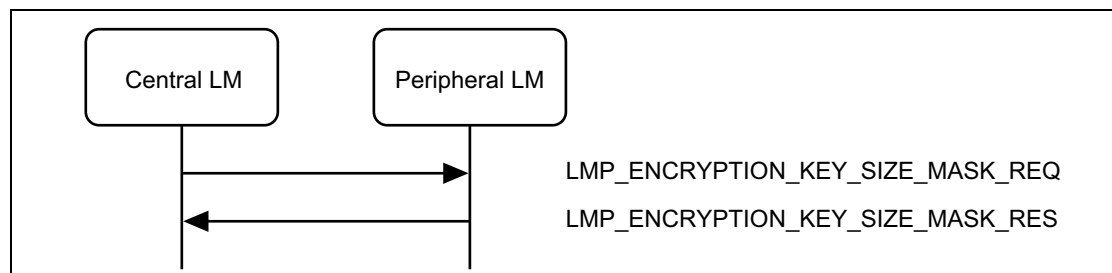 Central LM
Peripheral LM
LMP_ENCRYPTION_KEY_SIZE_MASK_REQ
LMP_ENCRYPTION_KEY_SIZE_MASK_RES